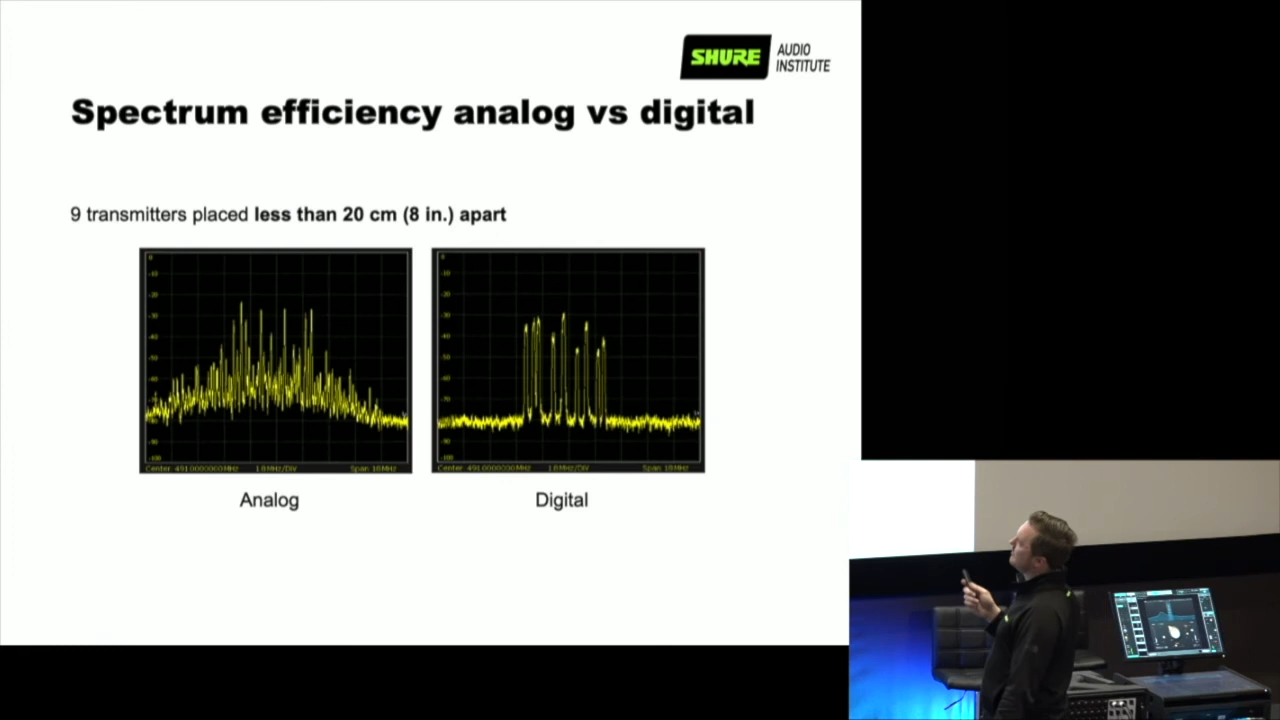 SHURE
AUDIO
INSTITUTE
Spectrum efficiency analog vs digital
9 transmitters placed less than 20 cm (8 in.) apart
Analog
Digital